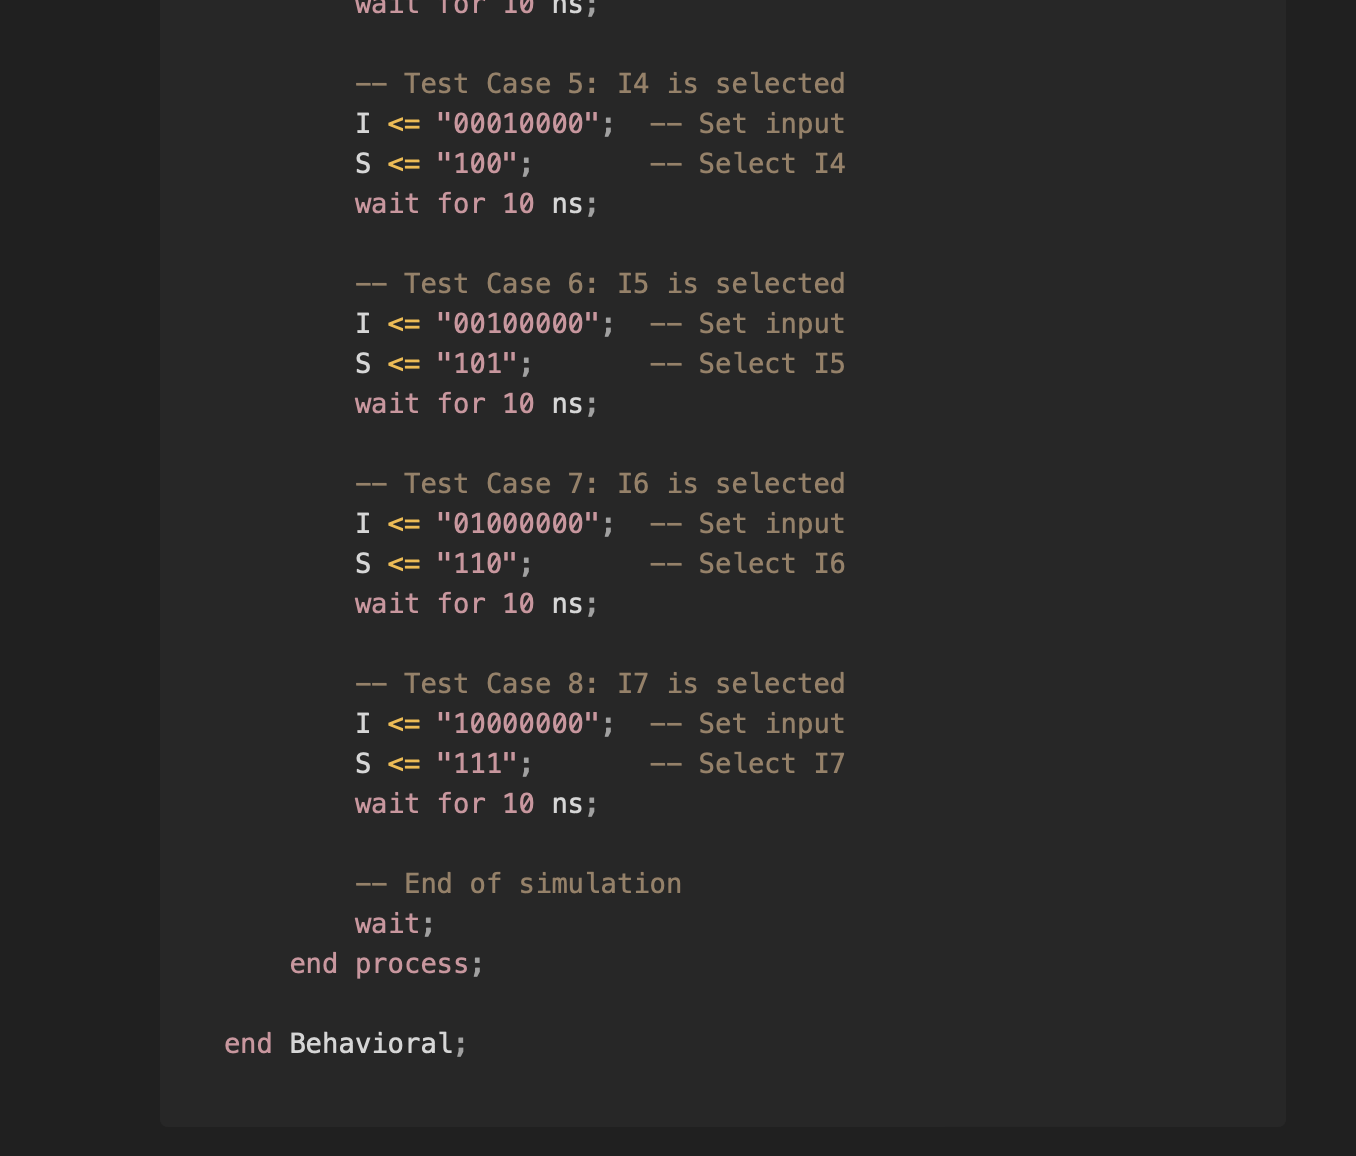 wait for 10 ns;
-- Test Case 5: I4 is selected
I <= "00010000";  -- Set input
S <= "100";       -- Select I4
wait for 10 ns;
-- Test Case 6: I5 is selected
I <= "00100000";  -- Set input
S <= "101";       -- Select I5
wait for 10 ns;
-- Test Case 7: I6 is selected
I <= "01000000";  -- Set input
S <= "110";       -- Select I6
wait for 10 ns;
-- Test Case 8: I7 is selected
I <= "10000000";  -- Set input
S <= "111";       -- Select I7
wait for 10 ns;
-- End of simulation
wait;
end process;
end Behavioral;